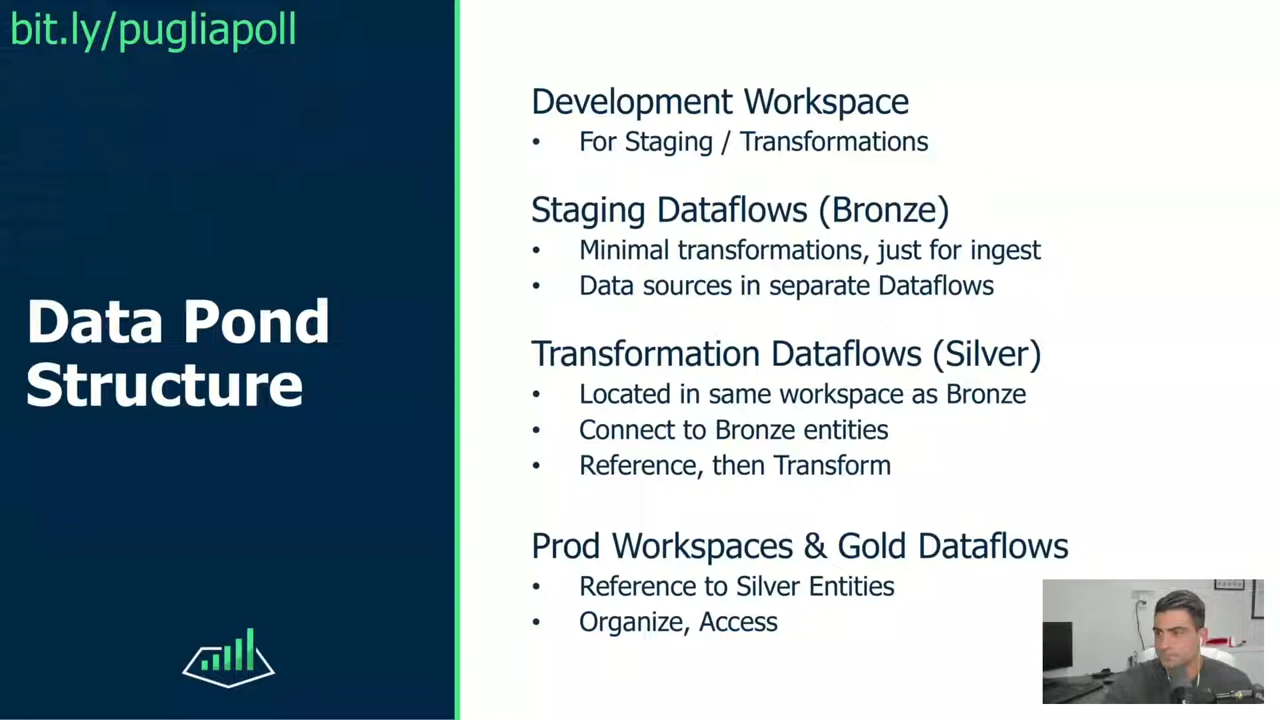 bit.ly/pugliapoll
Data Pond
Structure
Development Workspace
• For Staging / Transformations
Staging Dataflows (Bronze)
• Minimal transformations, just for ingest
• Data sources in separate Dataflows
Transformation Dataflows (Silver)
• Located in same workspace as Bronze
• Connect to Bronze entities
• Reference, then Transform
Prod Workspaces & Gold Dataflows
• Reference to Silver Entities
• Organize, Access